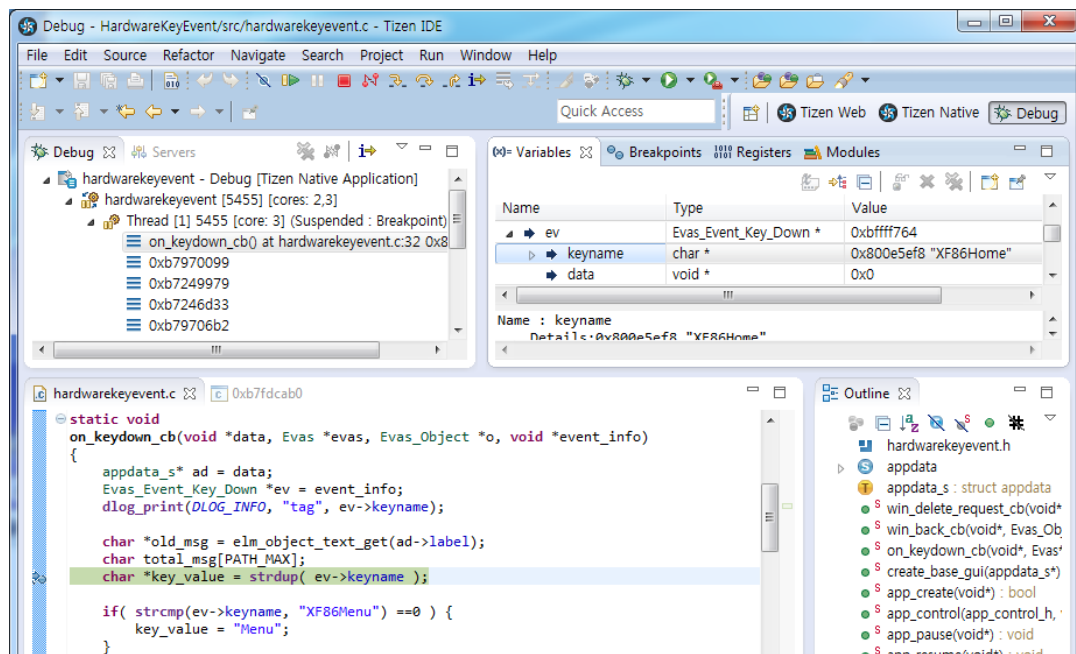 Debug - HardwareKeyEvent/src/hardwarekeyevent.c - Tizen IDE
File Edit Source Refactor Navigate Search Project Run Window Help
Quick Access
Tizen Web Tizen Native Debug
Debug Servers
hardwarekeyevent - Debug [Tizen Native Application]
hardwarekeyevent [5455] [cores: 2,3]
Thread [1] 5455 [core: 3] (Suspended : Breakpoint)
on_keydown_cb() at hardwarekeyevent.c:32 0x8
0xb7970099
0xb7249979
0xb7246d33
0xb79706b2
(x)= Variables Breakpoints Registers Modules
Name Type Value
ev Evas_Event_Key_Down * 0xbffff764
keyname char * 0x800e5ef8 "XF86Home"
data void * 0x0
Name : keyname
Details:0x800e5ef8 "XF86Home"
hardwarekeyevent.c 0xb7fdcab0
static void
on_keydown_cb(void *data, Evas *evas, Evas_Object *o, void *event_info)
{
appdata_s* ad = data;
Evas_Event_Key_Down *ev = event_info;
dlog_print(DLOG_INFO, "tag", ev->keyname);
char *old_msg = elm_object_text_get(ad->label);
char total_msg[PATH_MAX];
char *key_value = strdup( ev->keyname );
if( strcmp(ev->keyname, "XF86Menu") ==0 ) {
key_value = "Menu";
}
Outline
hardwarekeyevent.h
appdata
appdata_s : struct appdata
win_delete_request_cb(void*
win_back_cb(void*, Evas_Ob
on_keydown_cb(void*, Evas*
create_base_gui(appdata_s*)
app_create(void*) : bool
app_control(app_control_h,
app_pause(void*) : void
app_resume(void*) : void